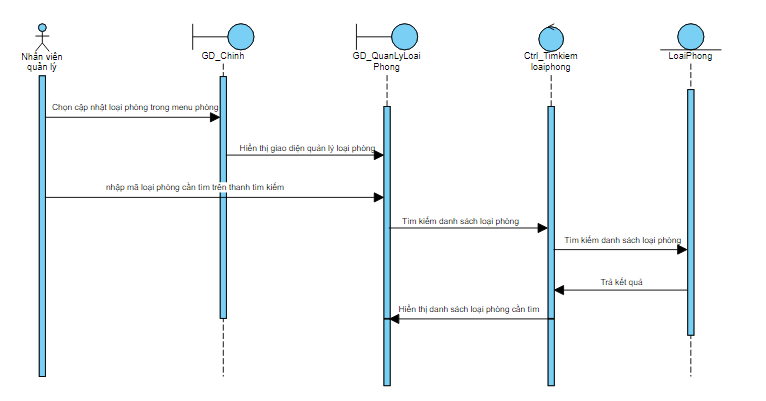 Nhân viên
quản lý
GD_Chinh
GD_QuanLyLoai
Phong
Ctrl_Timkiem
loaiphong
LoaiPhong
Chọn cập nhật loại phòng trong menu phòng
Hiển thị giao diện quản lý loại phòng
nhập mã loại phòng cần tìm trên thanh tìm kiếm
Tìm kiếm danh sách loại phòng
Tìm kiếm danh sách loại phòng
Trả kết quả
Hiển thị danh sách loại phòng cần tìm